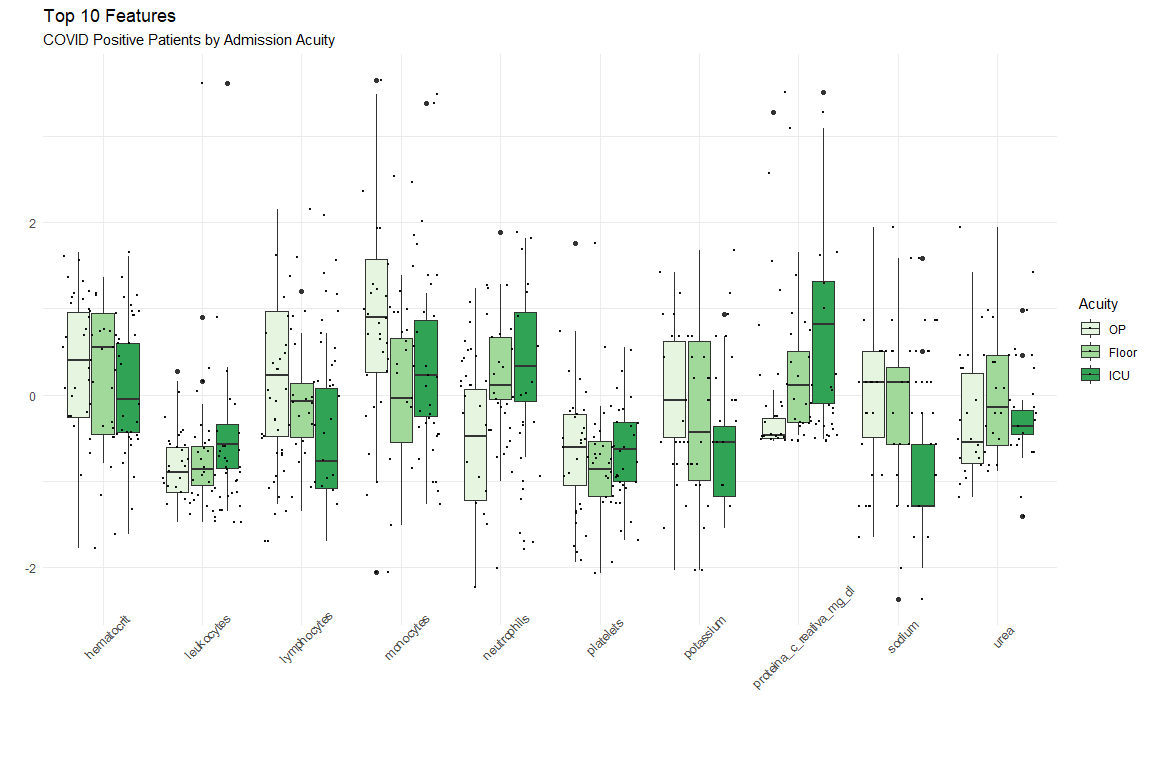 Top 10 Features
COVID Positive Patients by Admission Acuity
2
0
-2
hematocrit
leukocytes
lymphocytes
monocytes
neutrophils
platelets
potassium
proteina_c_reativa_mg_dl
sodium
urea
Acuity
OP
Floor
ICU